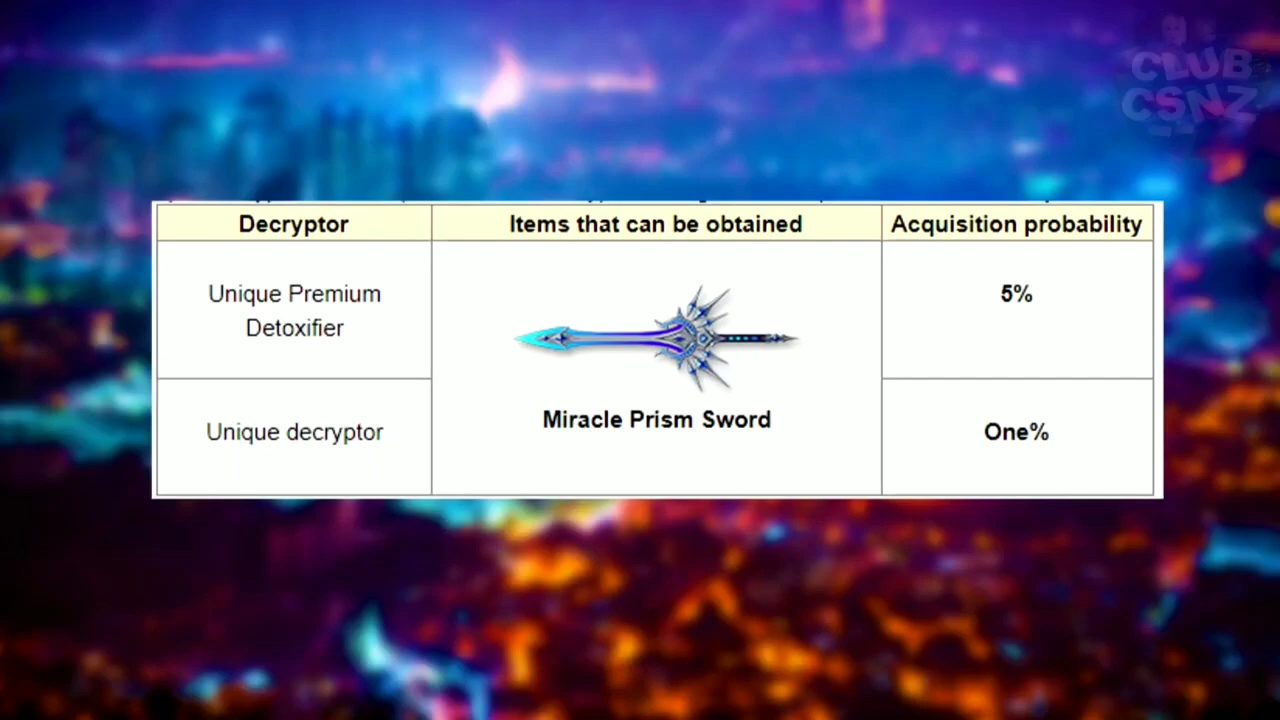 CLUB
CSNZ
Decryptor
Items that can be obtained
Acquisition probability
Unique Premium
Detoxifier
5%
Miracle Prism Sword
Unique decryptor
One%